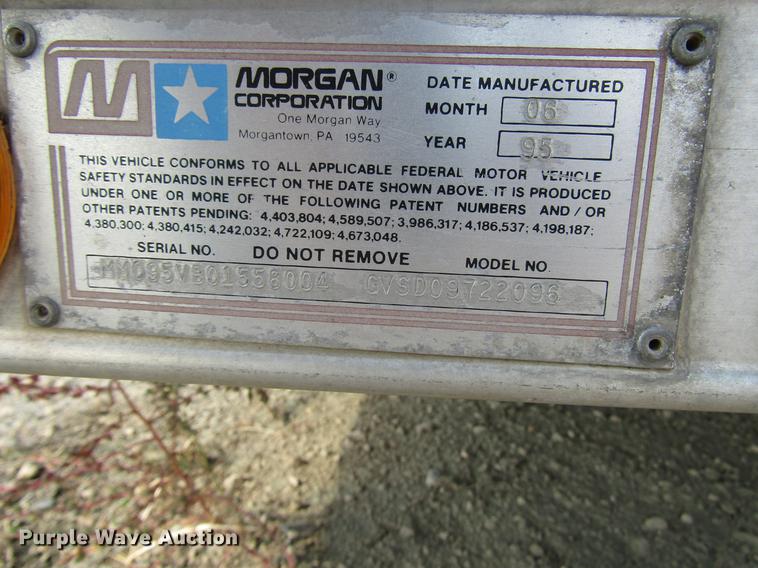 M
MORGAN®
CORPORATION
One Morgan Way
Morgantown, PA 19543
DATE MANUFACTURED
MONTH 06
YEAR 95
THIS VEHICLE CONFORMS TO ALL APPLICABLE FEDERAL MOTOR VEHICLE
SAFETY STANDARDS IN EFFECT ON THE DATE SHOWN ABOVE. IT IS PRODUCED
UNDER ONE OR MORE OF THE FOLLOWING PATENT NUMBERS AND/OR
OTHER PATENTS PENDING: 4,403,804; 4,589,507; 3,986,317; 4,186,537; 4,198,187;
4,380,300; 4,380,415; 4,242,032; 4,722,109; 4,673,048.
SERIAL NO. DO NOT REMOVE MODEL NO.
MM095VB01556004 GVSD09722096
Purple Wave Auction